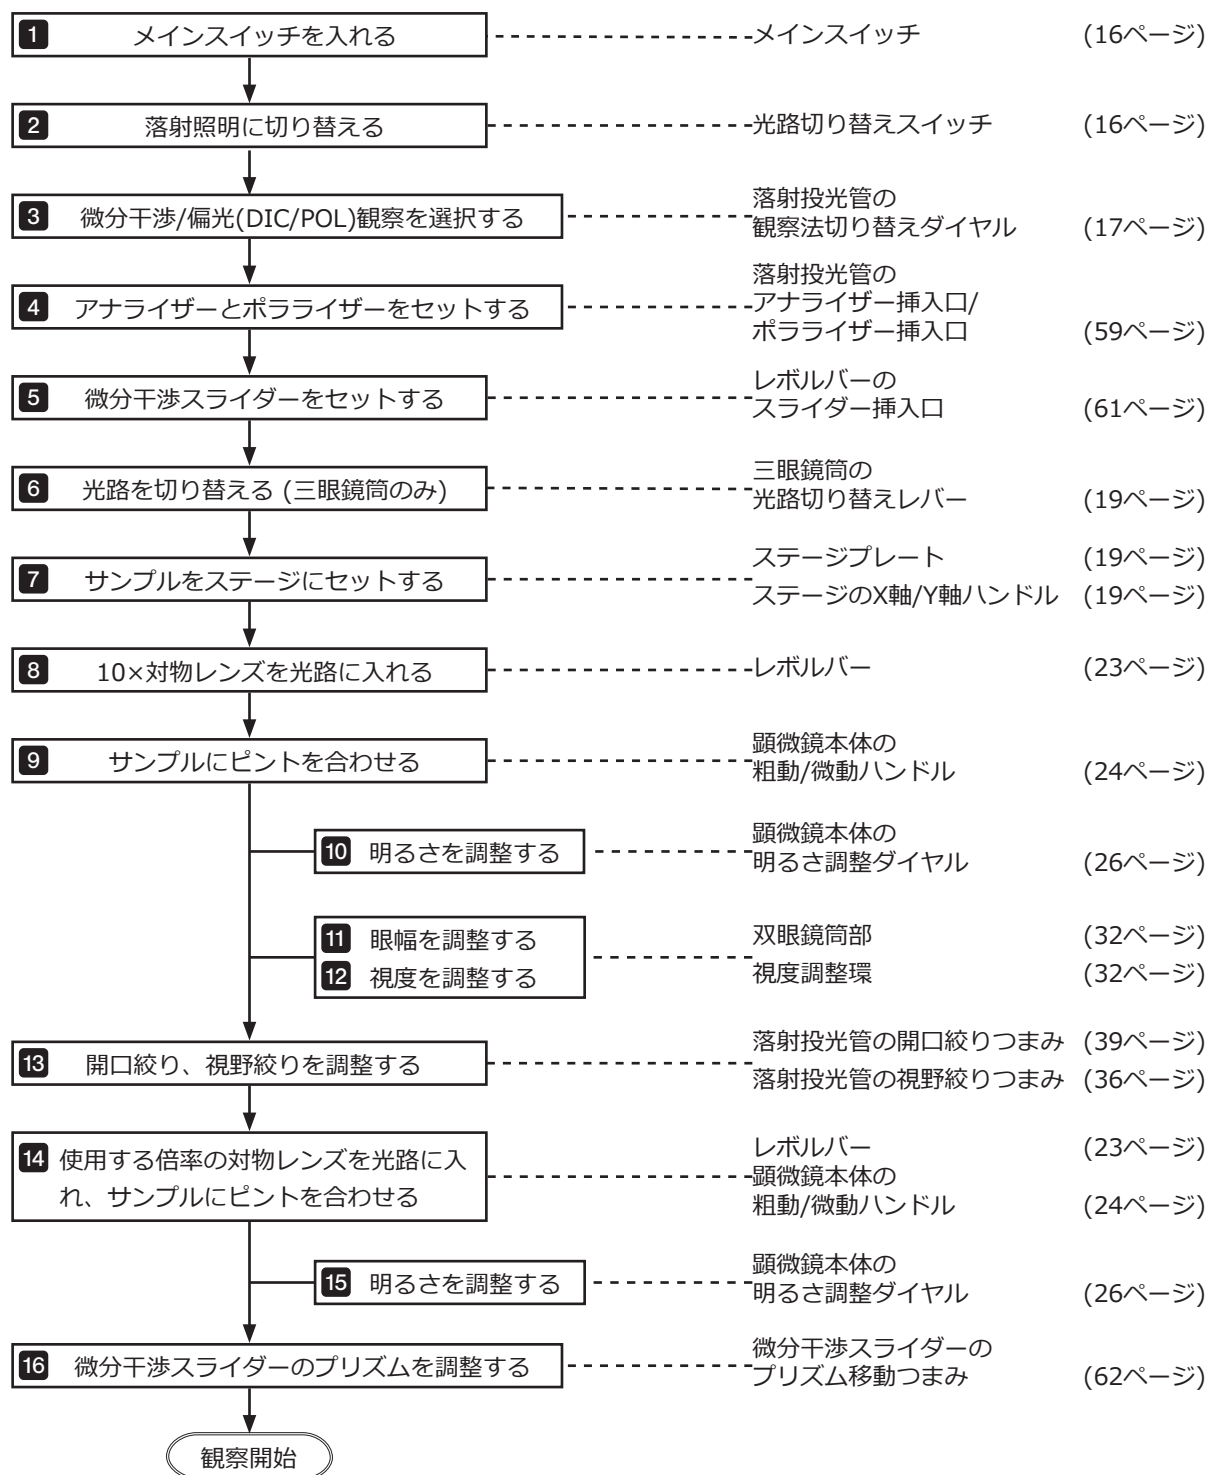 1 メインスイッチを入れる メインスイッチ (16ページ)
2 落射照明に切り替える 光路切り替えスイッチ (16ページ)
3 微分干渉/偏光(DIC/POL)観察を選択する
落射投光管の
観察法切り替えダイヤル (17ページ)
4 アナライザーとポラライザーをセットする
落射投光管の
アナライザー挿入口/
ポラライザー挿入口 (59ページ)
5 微分干渉スライダーをセットする
レボルバーの
スライダー挿入口 (61ページ)
6 光路を切り替える (三眼鏡筒のみ)
三眼鏡筒の
光路切り替えレバー (19ページ)
7 サンプルをステージにセットする
ステージプレート (19ページ)
ステージのX軸/Y軸ハンドル (19ページ)
8 10×対物レンズを光路に入れる レボルバー (23ページ)
9 サンプルにピントを合わせる
顕微鏡本体の
粗動/微動ハンドル (24ページ)
10 明るさを調整する
顕微鏡本体の
明るさ調整ダイヤル (26ページ)
11 眼幅を調整する 双眼鏡筒部 (32ページ)
12 視度を調整する 視度調整環 (32ページ)
13 開口絞り、視野絞りを調整する
落射投光管の開口絞りつまみ (39ページ)
落射投光管の視野絞りつまみ (36ページ)
14 使用する倍率の対物レンズを光路に入
れ、サンプルにピントを合わせる
レボルバー (23ページ)
顕微鏡本体の
粗動/微動ハンドル (24ページ)
15 明るさを調整する
顕微鏡本体の
明るさ調整ダイヤル (26ページ)
16 微分干渉スライダーのプリズムを調整する
微分干渉スライダーの
プリズム移動つまみ (62ページ)
観察開始